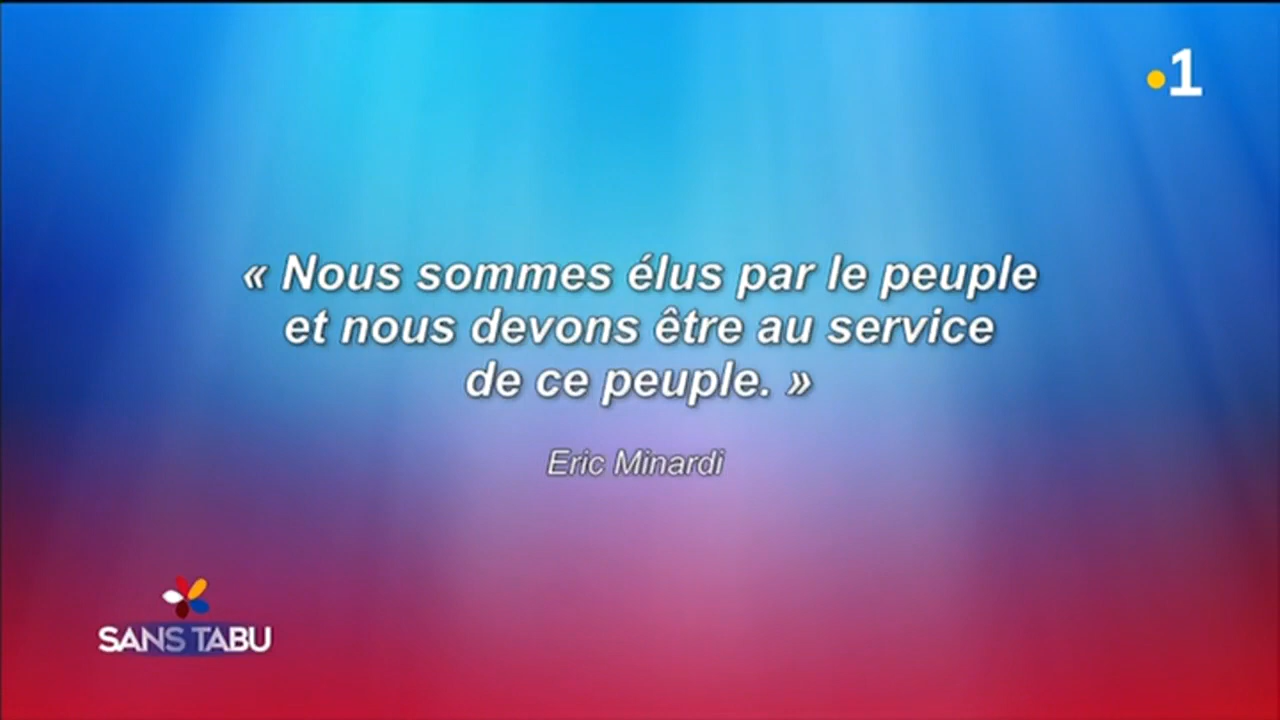 1
« Nous sommes élus par le peuple
et nous devons être au service
de ce peuple. »
Eric Minardi
SANS TABU